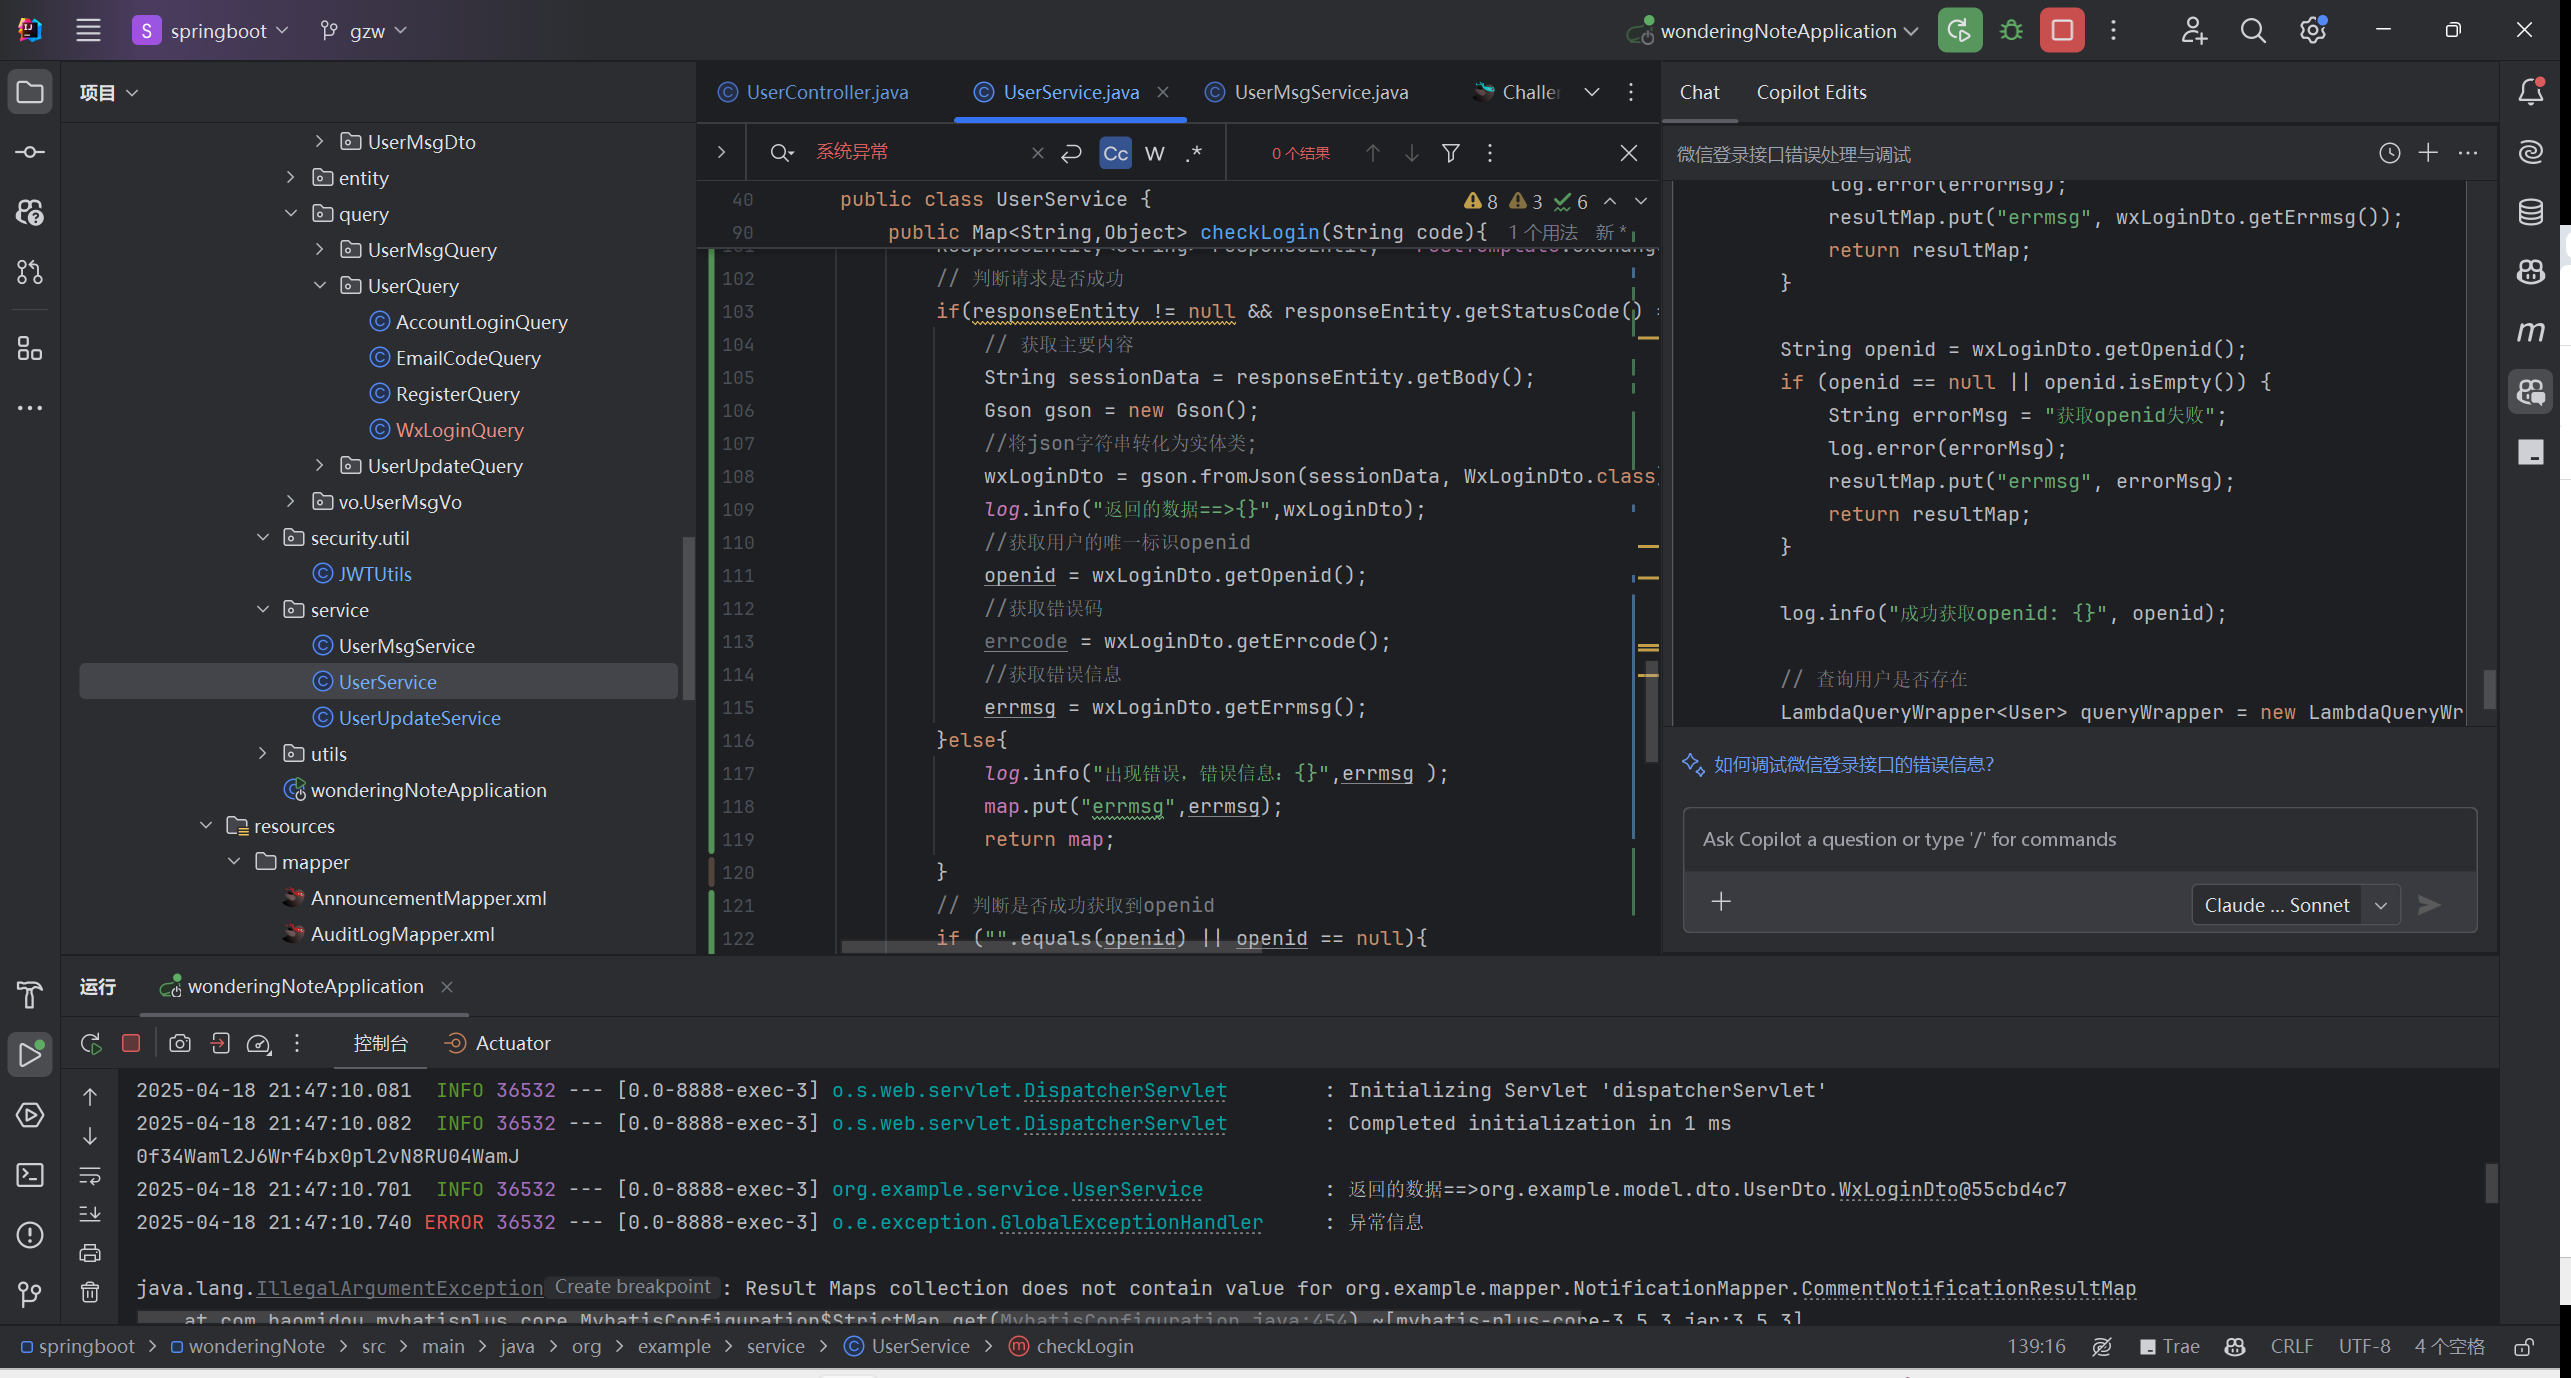 S springboot gzw wonderingNoteApplication
项目
UserMsgDto
entity
query
UserMsgQuery
UserQuery
AccountLoginQuery
EmailCodeQuery
RegisterQuery
WxLoginQuery
UserUpdateQuery
vo.UserMsgVo
security.util
JWTUtils
service
UserMsgService
UserService
UserUpdateService
utils
wonderingNoteApplication
resources
mapper
AnnouncementMapper.xml
AuditLogMapper.xml
UserController.java UserService.java UserMsgService.java Challe
系统异常 Cc W .* 0 个结果
40 public class UserService { 8 3 6
90 public Map<String,Object> checkLogin(String code){ 1 个用法 新 *
102 // 判断请求是否成功
103 if(responseEntity != null && responseEntity.getStatusCode() =
104 // 获取主要内容
105 String sessionData = responseEntity.getBody();
106 Gson gson = new Gson();
107 //将json字符串转化为实体类;
108 wxLoginDto = gson.fromJson(sessionData, WxLoginDto.class)
109 log.info("返回的数据==>{}",wxLoginDto);
110 //获取用户的唯一标识openid
111 openid = wxLoginDto.getOpenid();
112 //获取错误码
113 errcode = wxLoginDto.getErrcode();
114 //获取错误信息
115 errmsg = wxLoginDto.getErrmsg();
116 }else{
117 log.info("出现错误，错误信息：{}",errmsg );
118 map.put("errmsg",errmsg);
119 return map;
120 }
121 // 判断是否成功获取到openid
122 if ("".equals(openid) || openid == null){
Chat Copilot Edits
微信登录接口错误处理与调试
log.error(errorMsg);
resultMap.put("errmsg", wxLoginDto.getErrmsg());
return resultMap;
}
String openid = wxLoginDto.getOpenid();
if (openid == null || openid.isEmpty()) {
String errorMsg = "获取openid失败";
log.error(errorMsg);
resultMap.put("errmsg", errorMsg);
return resultMap;
}
log.info("成功获取openid: {}", openid);
// 查询用户是否存在
LambdaQueryWrapper<User> queryWrapper = new LambdaQueryWr
如何调试微信登录接口的错误信息?
Ask Copilot a question or type '/' for commands
Claude ... Sonnet
运行 wonderingNoteApplication
控制台 Actuator
2025-04-18 21:47:10.081 INFO 36532 --- [0.0-8888-exec-3] o.s.web.servlet.DispatcherServlet : Initializing Servlet 'dispatcherServlet'
2025-04-18 21:47:10.082 INFO 36532 --- [0.0-8888-exec-3] o.s.web.servlet.DispatcherServlet : Completed initialization in 1 ms
0f34Waml2J6Wrf4bx0pl2vN8RU04WamJ
2025-04-18 21:47:10.701 INFO 36532 --- [0.0-8888-exec-3] org.example.service.UserService : 返回的数据==>org.example.model.dto.UserDto.WxLoginDto@55cbd4c7
2025-04-18 21:47:10.740 ERROR 36532 --- [0.0-8888-exec-3] o.e.exception.GlobalExceptionHandler : 异常信息
java.lang.IllegalArgumentException Create breakpoint : Result Maps collection does not contain value for org.example.mapper.NotificationMapper.CommentNotificationResultMap
at com.baomidou.mybatisplus.core.MybatisConfiguration$StrictMap.get(MybatisConfiguration.java:454) ~[mybatis-plus-core-3.5.3.jar:3.5.3]
springboot > wonderingNote > src > main > java > org > example > service > UserService > checkLogin
139:16 Trae CRLF UTF-8 4 个空格